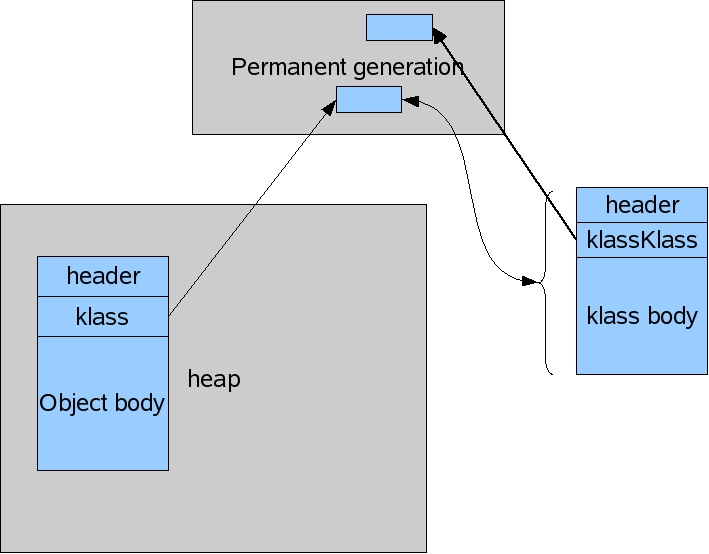 Permanent generation
header
klassKlass
klass body
header
klass
Object body
heap